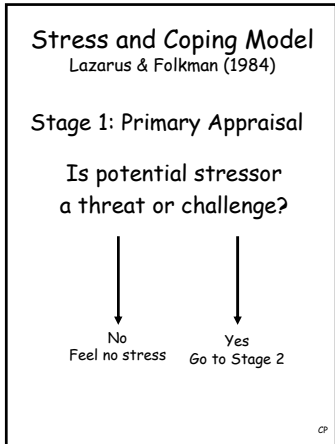 Stress and Coping Model
Lazarus & Folkman (1984)
Stage 1: Primary Appraisal
Is potential stressor
a threat or challenge?
No
Feel no stress
Yes
Go to Stage 2
CP